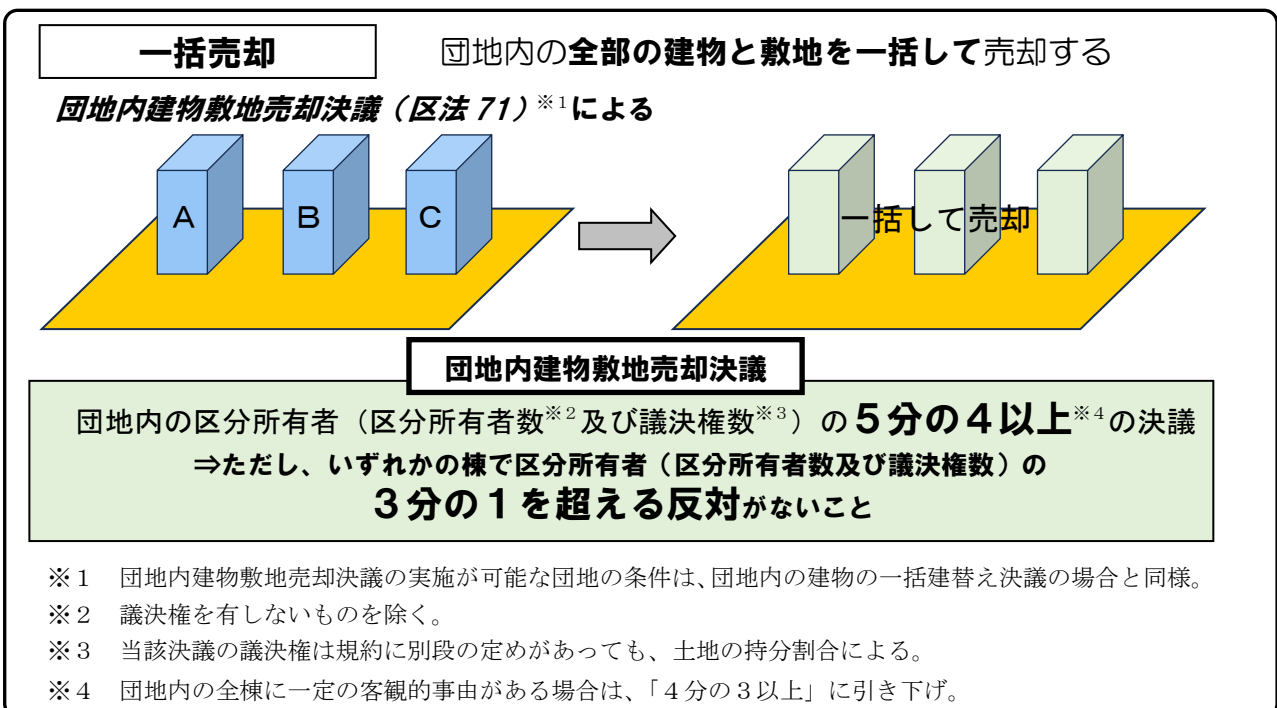 一括売却
団地内の全部の建物と敷地を一括して売却する
団地内建物敷地売却決議（区法 71）※1による
A B C
一括して売却
団地内建物敷地売却決議
団地内の区分所有者（区分所有者数※2及び議決権数※3）の５分の４以上※4の決議
⇒ただし、いずれかの棟で区分所有者（区分所有者数及び議決権数）の
３分の１を超える反対がないこと
※１　団地内建物敷地売却決議の実施が可能な団地の条件は、団地内の建物の一括建替え決議の場合と同様。
※２　議決権を有しないものを除く。
※３　当該決議の議決権は規約に別段の定めがあっても、土地の持分割合による。
※４　団地内の全棟に一定の客観的事由がある場合は、「４分の３以上」に引き下げ。